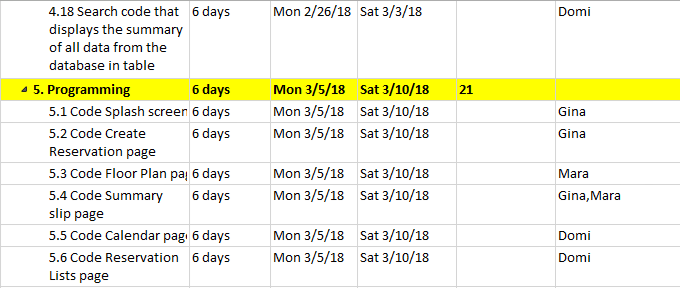 4.18 Search code that 6 days Mon 2/26/18 Sat 3/3/18 Domi
displays the summary
of all data from the
database in table
5. Programming 6 days Mon 3/5/18 Sat 3/10/18 21
5.1 Code Splash screen 6 days Mon 3/5/18 Sat 3/10/18 Gina
5.2 Code Create 6 days Mon 3/5/18 Sat 3/10/18 Gina
Reservation page
5.3 Code Floor Plan pag 6 days Mon 3/5/18 Sat 3/10/18 Mara
5.4 Code Summary 6 days Mon 3/5/18 Sat 3/10/18 Gina,Mara
slip page
5.5 Code Calendar page 6 days Mon 3/5/18 Sat 3/10/18 Domi
5.6 Code Reservation 6 days Mon 3/5/18 Sat 3/10/18 Domi
Lists page